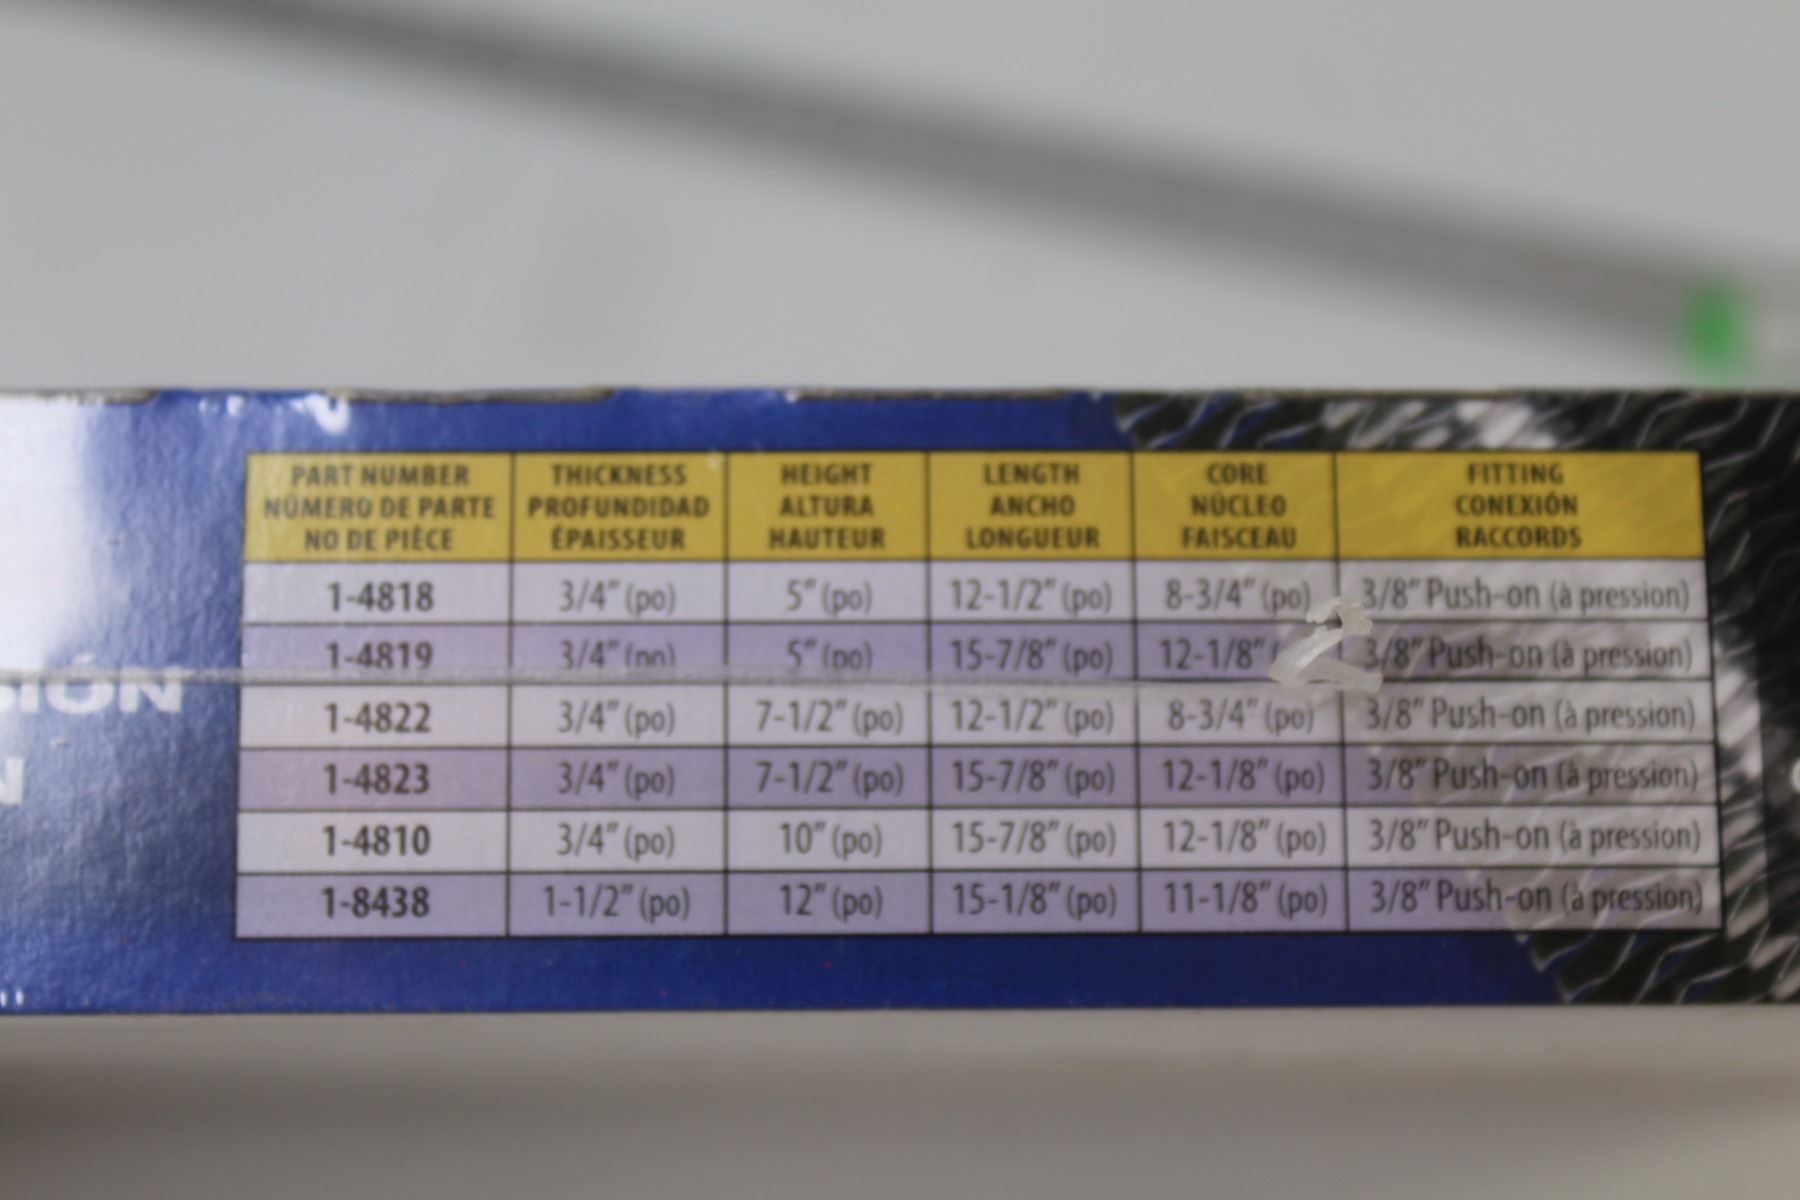 PART NUMBER THICKNESS HEIGHT LENGTH CORE FITTING
NÚMERO DE PARTE PROFUNDIDAD ALTURA ANCHO NÚCLEO CONEXIÓN
NO DE PIÈCE ÉPAISSEUR HAUTEUR LONGUEUR FAISCEAU RACCORDS
1-4818 3/4" (po) 5" (po) 12-1/2" (po) 8-3/4" (po) 3/8" Push-on (à pression)
1-4819 3/4" (po) 5" (po) 15-7/8" (po) 12-1/8" 3/8" Push-on (à pression)
1-4822 3/4" (po) 7-1/2" (po) 12-1/2" (po) 8-3/4" (po) 3/8" Push-on (à pression)
1-4823 3/4" (po) 7-1/2" (po) 15-7/8" (po) 12-1/8" (po) 3/8" Push-on (à pression)
1-4810 3/4" (po) 10" (po) 15-7/8" (po) 12-1/8" (po) 3/8" Push-on (à pression)
1-8438 1-1/2" (po) 12" (po) 15-1/8" (po) 11-1/8" (po) 3/8" Push-on (à pression)